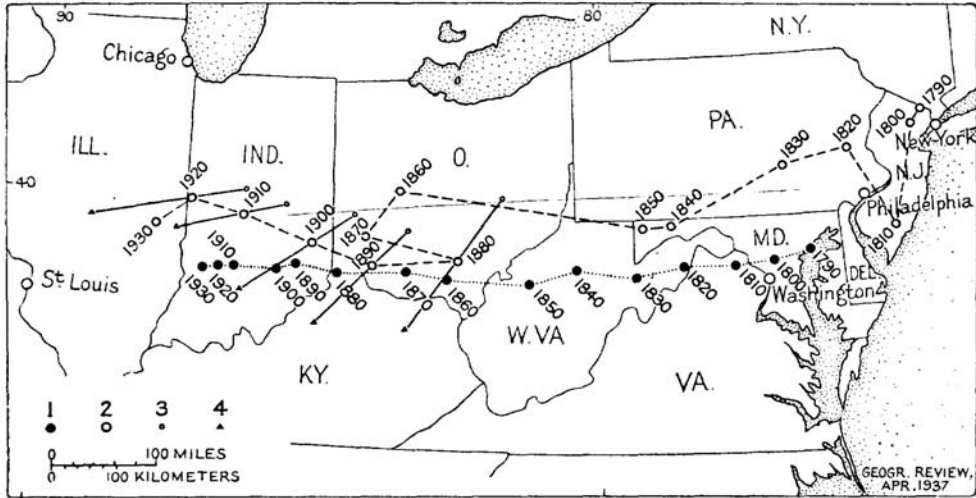 90
80
N.Y.
Chicago
1790
1800
New-York
PA.
1830
1820
ILL.
IND.
O.
1860
40
1920
1910
N.J.
Philadelphia
1850
1840
1900
1870
1930
1890
1880
1810
MD.
1910
1790
DEL
St. Louis
1930
1920
1900
1890
1880
1870
1860
1850
1840
1830
1820
1810
1800
Washington
W.VA
KY.
VA.
1 2 3 4
0 100 MILES
0 100 KILOMETERS
GEOGR. REVIEW,
APR. 1937